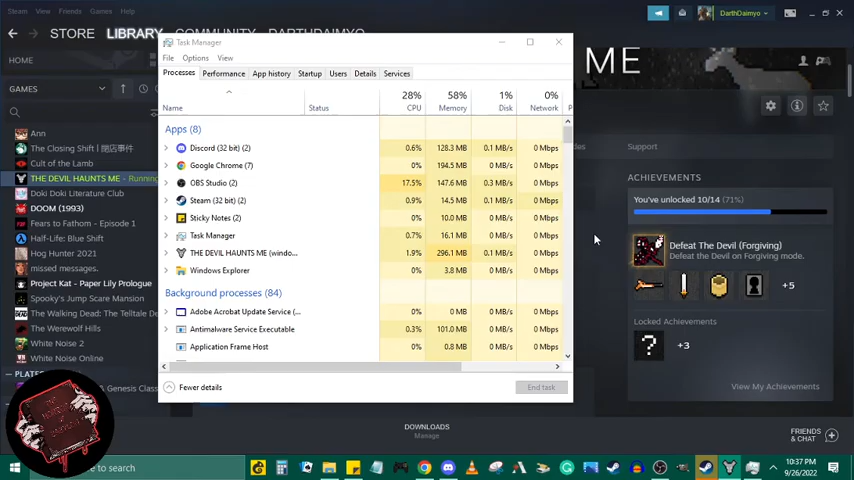 Steam View Friends Games Help
DarthDaimyo
STORE LIBRARY COMMUNITY DARTHDAIMYO
HOME
GAMES
Ann
The Closing Shift | 閉店事件
Cult of the Lamb
THE DEVIL HAUNTS ME - Running
Doki Doki Literature Club
DOOM (1993)
Fears to Fathom - Episode 1
Half-Life: Blue Shift
Hog Hunter 2021
missed messages.
Project Kat - Paper Lily Prologue
Spooky's Jump Scare Mansion
The Walking Dead: The Telltale De
The Werewolf Hills
White Noise 2
White Noise Online
Genesis Class
Task Manager
File Options View
Processes Performance App history Startup Users Details Services
28% 58% 1% 0%
Name Status CPU Memory Disk Network P
Apps (8)
Discord (32 bit) (2) 0.6% 128.3 MB 0.1 MB/s 0 Mbps
Google Chrome (7) 0% 194.5 MB 0 MB/s 0 Mbps
OBS Studio (2) 17.5% 147.6 MB 0.3 MB/s 0 Mbps
Steam (32 bit) (2) 0.9% 14.5 MB 0.1 MB/s 0 Mbps
Sticky Notes (2) 0% 10.0 MB 0 MB/s 0 Mbps
Task Manager 0.7% 16.1 MB 0 MB/s 0 Mbps
THE DEVIL HAUNTS ME (windo... 1.9% 296.1 MB 0.1 MB/s 0 Mbps
Windows Explorer 0% 3.8 MB 0 MB/s 0 Mbps
Background processes (84)
Adobe Acrobat Update Service (... 0% 0 MB 0 MB/s 0 Mbps
Antimalware Service Executable 0.3% 101.0 MB 0 MB/s 0 Mbps
Application Frame Host 0% 0.8 MB 0 MB/s 0 Mbps
Fewer details
End task
ME
Support
ACHIEVEMENTS
You've unlocked 10/14 (71%)
Defeat The Devil (Forgiving)
Defeat the Devil on Forgiving mode.
+5
Locked Achievements
?
+3
View My Achievements
DOWNLOADS
Manage
FRIENDS
& CHAT
e to search
10:37 PM
9/26/2022